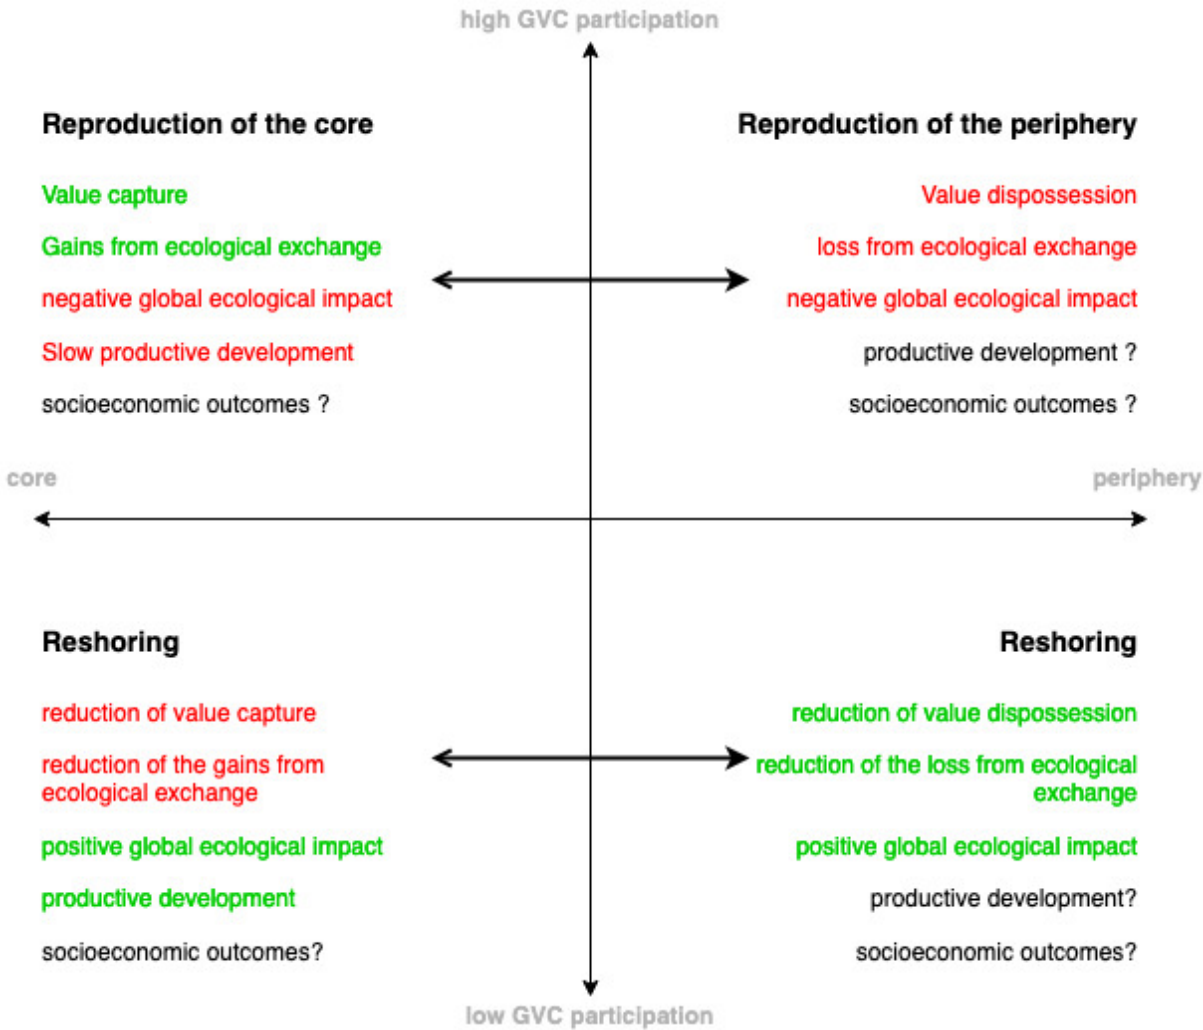 high GVC participation
Reproduction of the core
Value capture
Gains from ecological exchange
negative global ecological impact
Slow productive development
socioeconomic outcomes ?
Reproduction of the periphery
Value dispossession
loss from ecological exchange
negative global ecological impact
productive development ?
socioeconomic outcomes ?
core
periphery
Reshoring
reduction of value capture
reduction of the gains from
ecological exchange
positive global ecological impact
productive development
socioeconomic outcomes?
Reshoring
reduction of value dispossession
reduction of the loss from ecological
exchange
positive global ecological impact
productive development?
socioeconomic outcomes?
low GVC participation